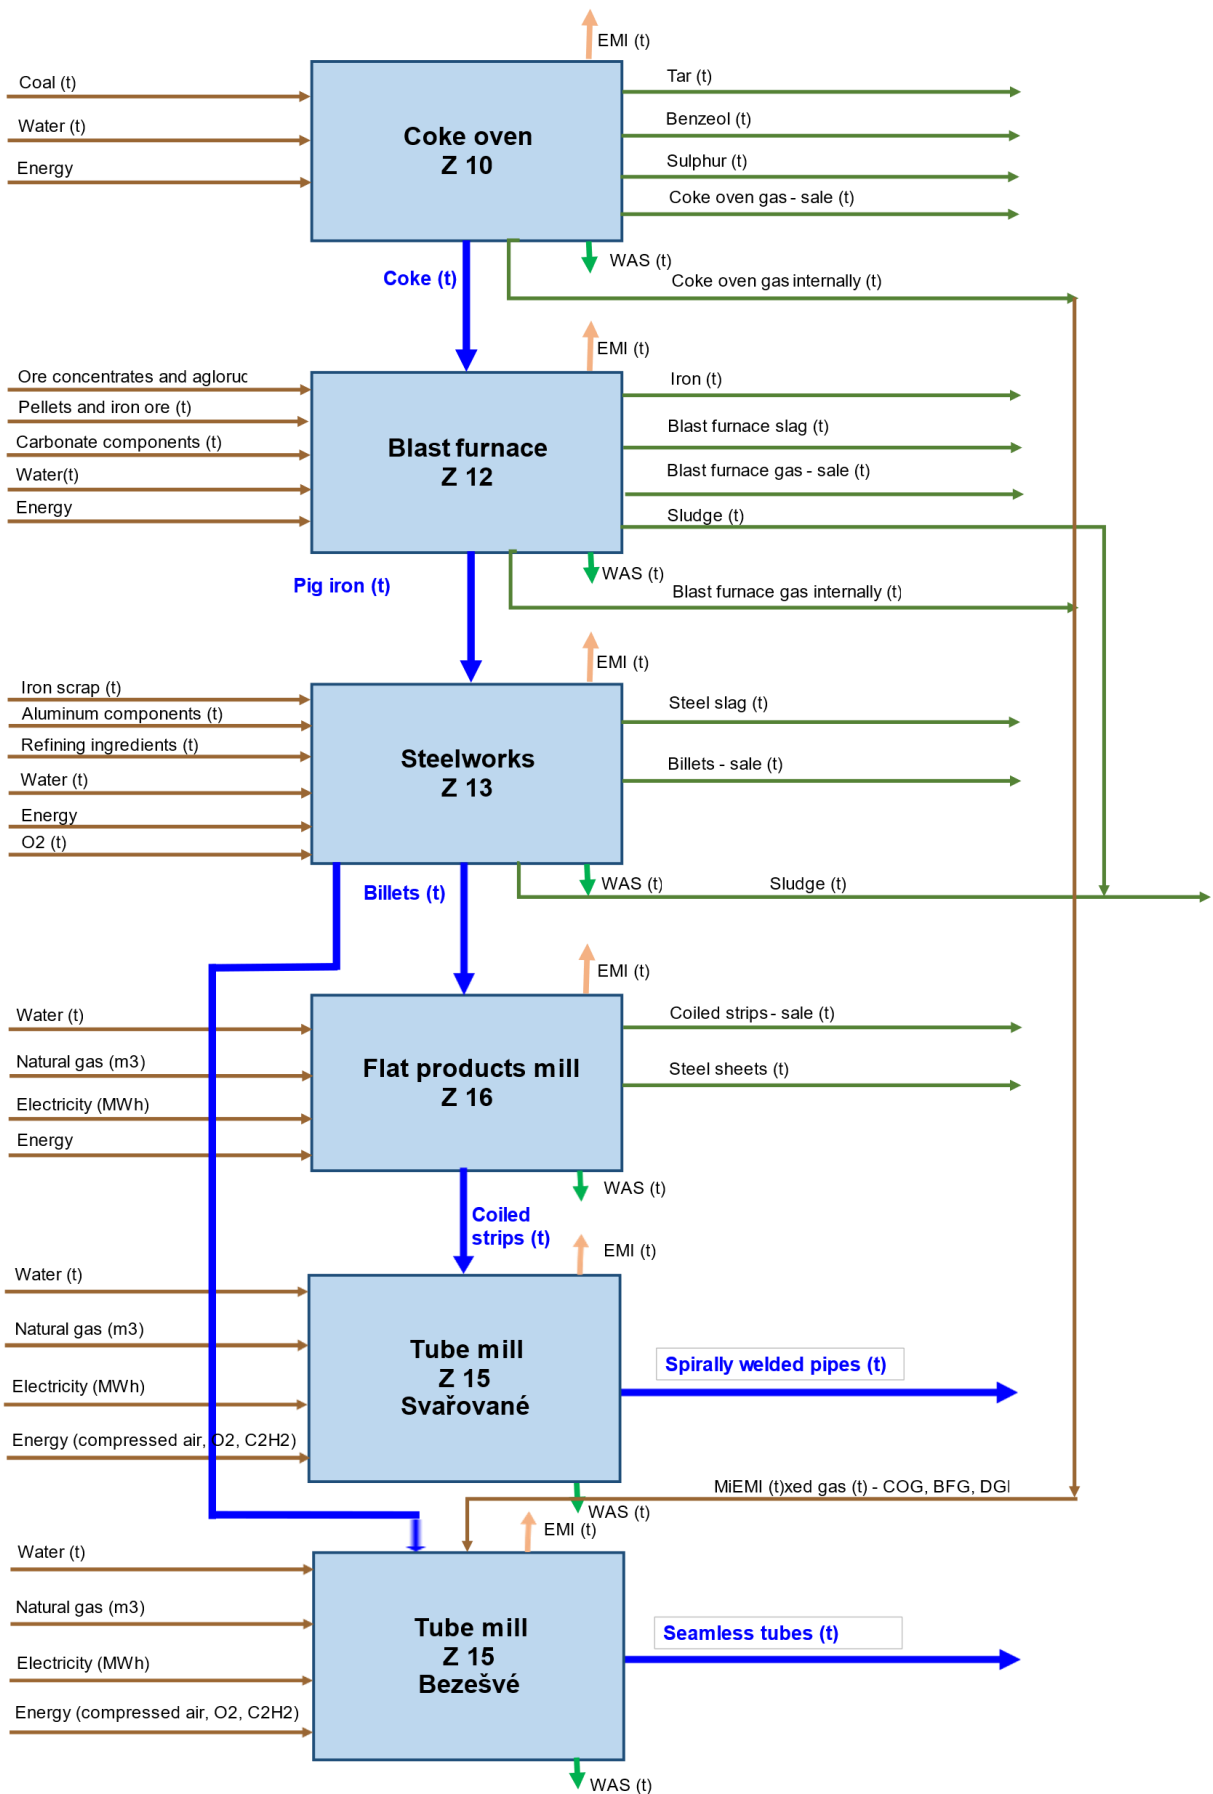 EMI (t)
Coal (t)
Tar (t)
Benzeol (t)
Water (t)
Coke oven
Z 10
Energy
Sulphur (t)
Coke oven gas - sale (t)
WAS (t)
Coke (t)
Coke oven gas internally (t)
EMI (t)
Ore concentrates and agloruc
Iron (t)
Pellets and iron ore (t)
Blast furnace slag (t)
Carbonate components (t)
Blast furnace
Z 12
Water(t)
Blast furnace gas - sale (t)
Energy
Sludge (t)
WAS (t)
Pig iron (t)
Blast furnace gas internally (t)
EMI (t)
Iron scrap (t)
Aluminum components (t)
Steel slag (t)
Refining ingredients (t)
Steelworks
Z 13
Billets - sale (t)
Water (t)
Energy
O2 (t)
Billets (t)
WAS (t)
Sludge (t)
EMI (t)
Water (t)
Coiled strips - sale (t)
Natural gas (m3)
Flat products mill
Z 16
Steel sheets (t)
Electricity (MWh)
Energy
WAS (t)
Coiled
strips (t)
EMI (t)
Water (t)
Natural gas (m3)
Tube mill
Z 15
Svařované
Spirally welded pipes (t)
Electricity (MWh)
Energy (compressed air, O2, C2H2)
MiEMI (t)xed gas (t) - COG, BFG, DGI
WAS (t)
EMI (t)
Water (t)
Natural gas (m3)
Tube mill
Z 15
Bezešvé
Seamless tubes (t)
Electricity (MWh)
Energy (compressed air, O2, C2H2)
WAS (t)